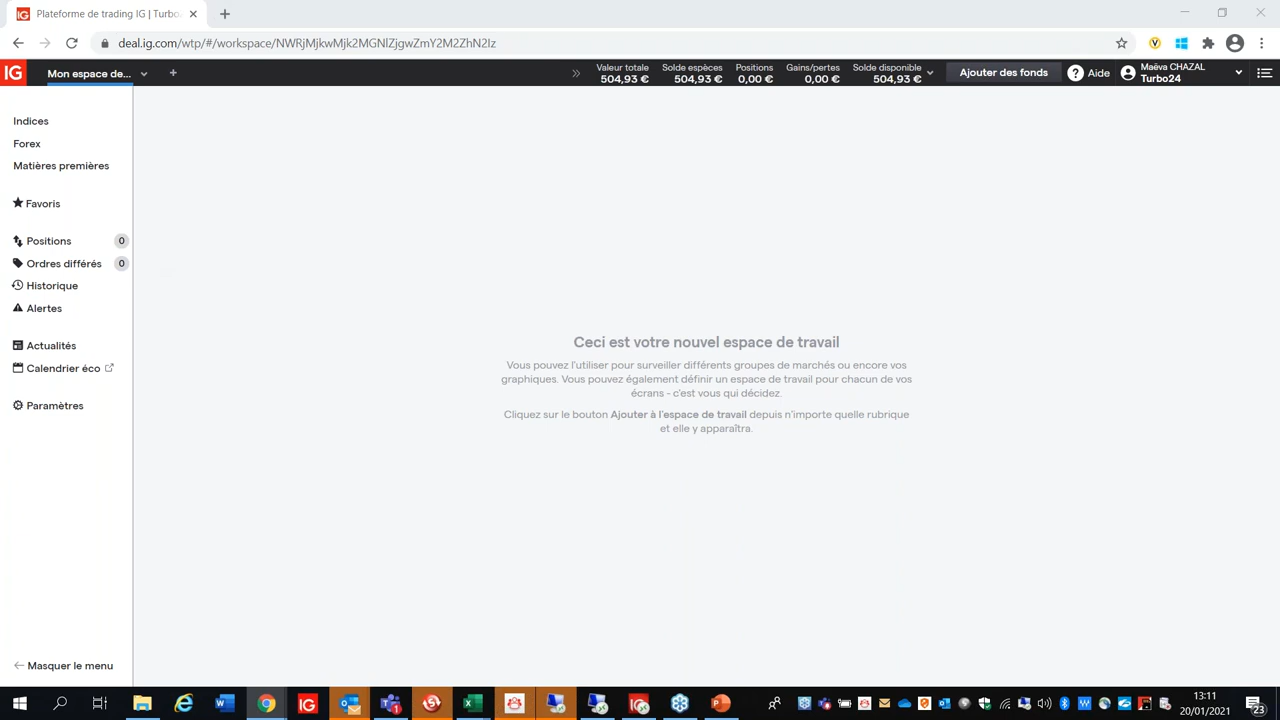 IG Plateforme de trading IG | Turbo
deal.ig.com/wtp/#/workspace/NWRjMjkwMjk2MGNlZjgwZmY2M2ZhN2Iz
IG
Mon espace de...
Valeur totale
504,93 €
Solde espèces
504,93 €
Positions
0,00 €
Gains/pertes
0,00 €
Solde disponible
504,93 €
Ajouter des fonds
? Aide
Maëva CHAZAL
Turbo24
Indices
Forex
Matières premières
Favoris
Positions 0
Ordres différés 0
Historique
Alertes
Actualités
Calendrier éco
Paramètres
Ceci est votre nouvel espace de travail
Vous pouvez l'utiliser pour surveiller différents groupes de marchés ou encore vos
graphiques. Vous pouvez également définir un espace de travail pour chacun de vos
écrans - c'est vous qui décidez.
Cliquez sur le bouton Ajouter à l'espace de travail depuis n'importe quelle rubrique
et elle y apparaîtra.
Masquer le menu
13:11
20/01/2021
23